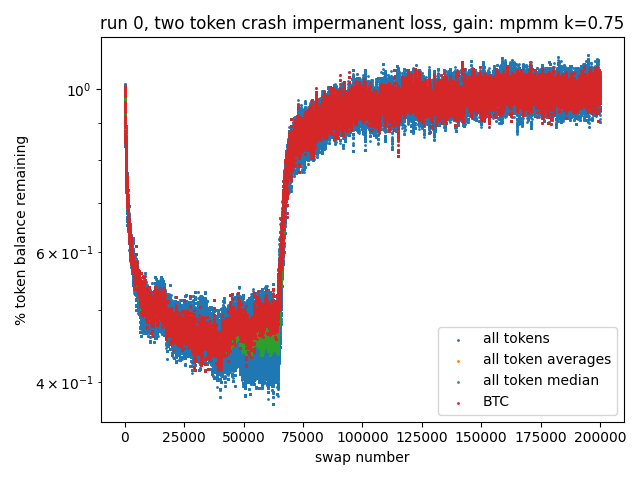 run 0, two token crash impermanent loss, gain: mpmm k=0.75
% token balance remaining
10⁰
6 × 10⁻¹
4 × 10⁻¹
all tokens
all token averages
all token median
BTC
0 25000 50000 75000 100000 125000 150000 175000 200000
swap number